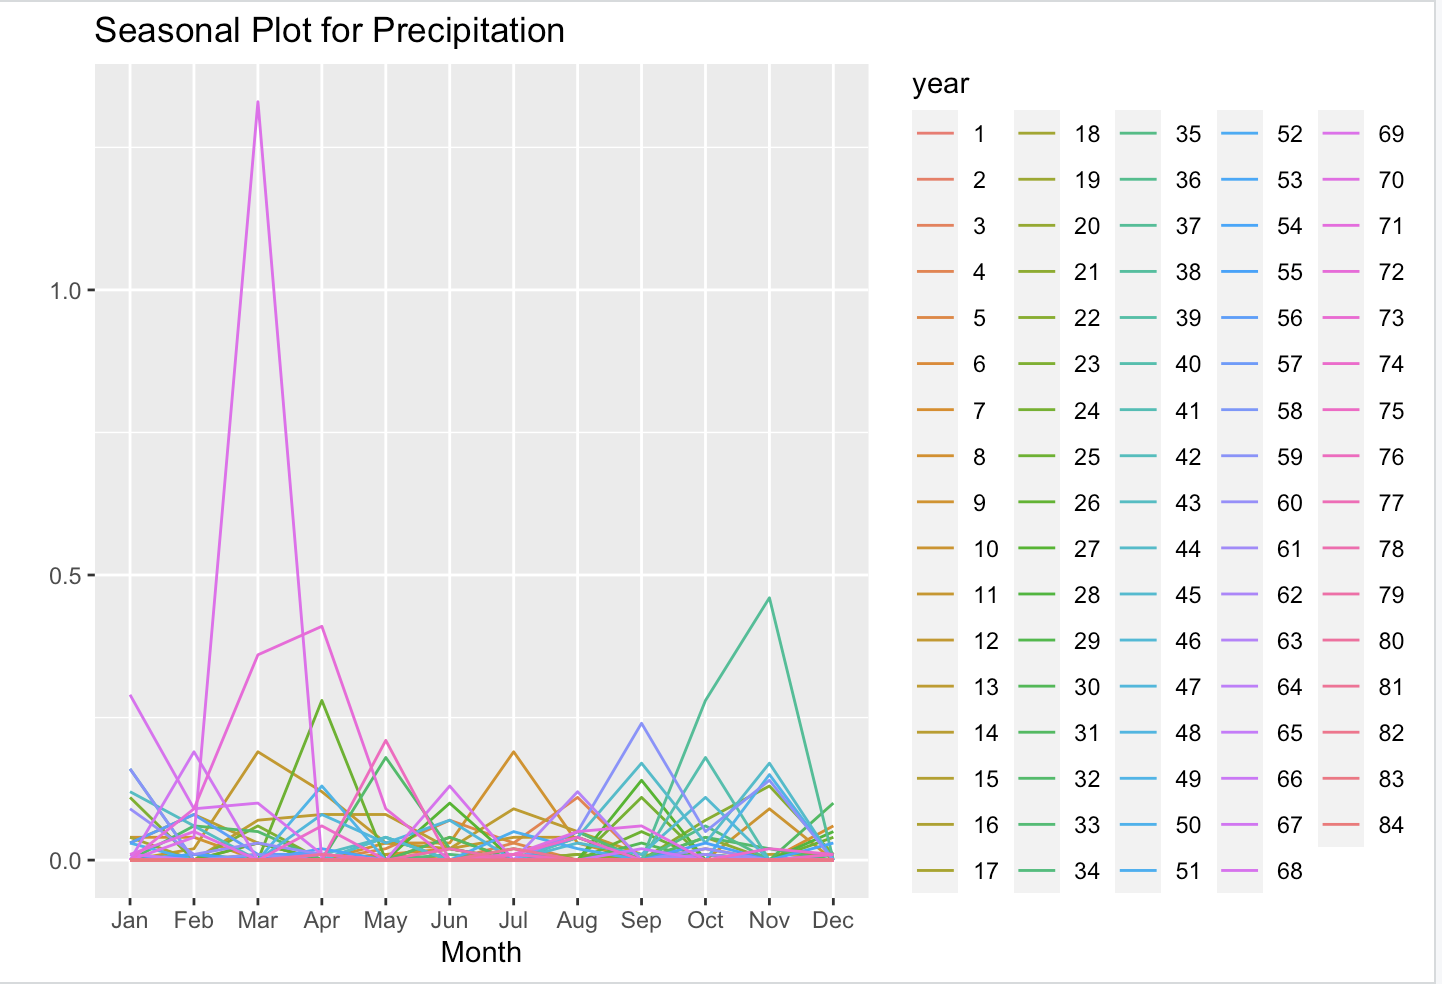 Seasonal Plot for Precipitation
year
1 18 35 52 69
2 19 36 53 70
3 20 37 54 71
4 21 38 55 72
5 22 39 56 73
6 23 40 57 74
7 24 41 58 75
8 25 42 59 76
9 26 43 60 77
10 27 44 61 78
11 28 45 62 79
12 29 46 63 80
13 30 47 64 81
14 31 48 65 82
15 32 49 66 83
16 33 50 67 84
17 34 51 68
1.0
0.5
0.0
Jan Feb Mar Apr May Jun Jul Aug Sep Oct Nov Dec
Month